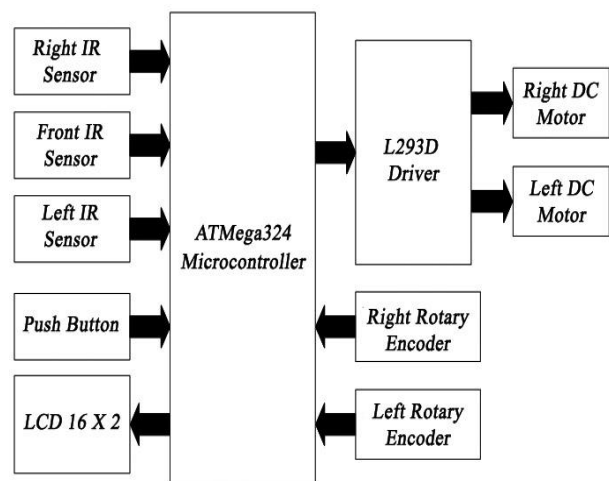 Right IR
Sensor
Front IR
Sensor
Left IR
Sensor
Push Button
LCD 16 X 2
ATMega324
Microcontroller
L293D
Driver
Right DC
Motor
Left DC
Motor
Right Rotary
Encoder
Left Rotary
Encoder